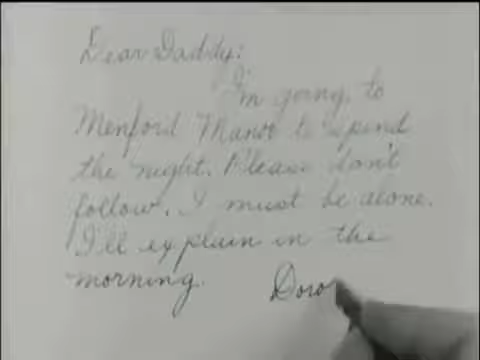 Dear Daddy:
I'm going to
Menford Manor to spend
the night. Please don't
follow. I must be alone.
I'll explain in the
morning.
Doro